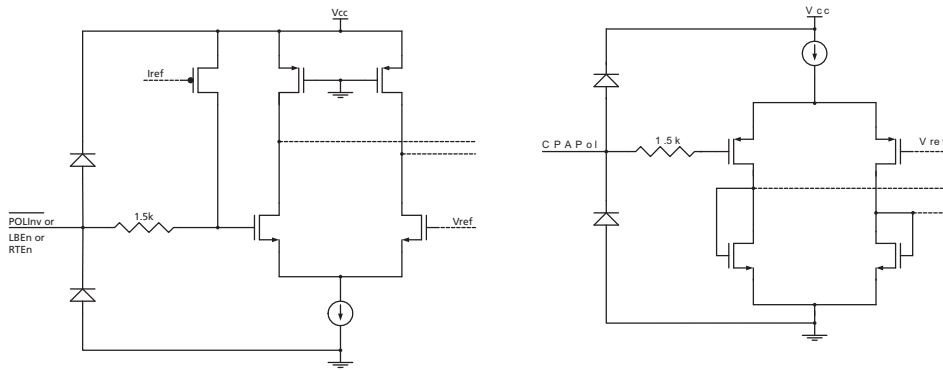 Vcc
Iref
1.5k
POLInv or
LBEn or
RTEn
Vref
Vcc
CPAPol
1.5k
Vref